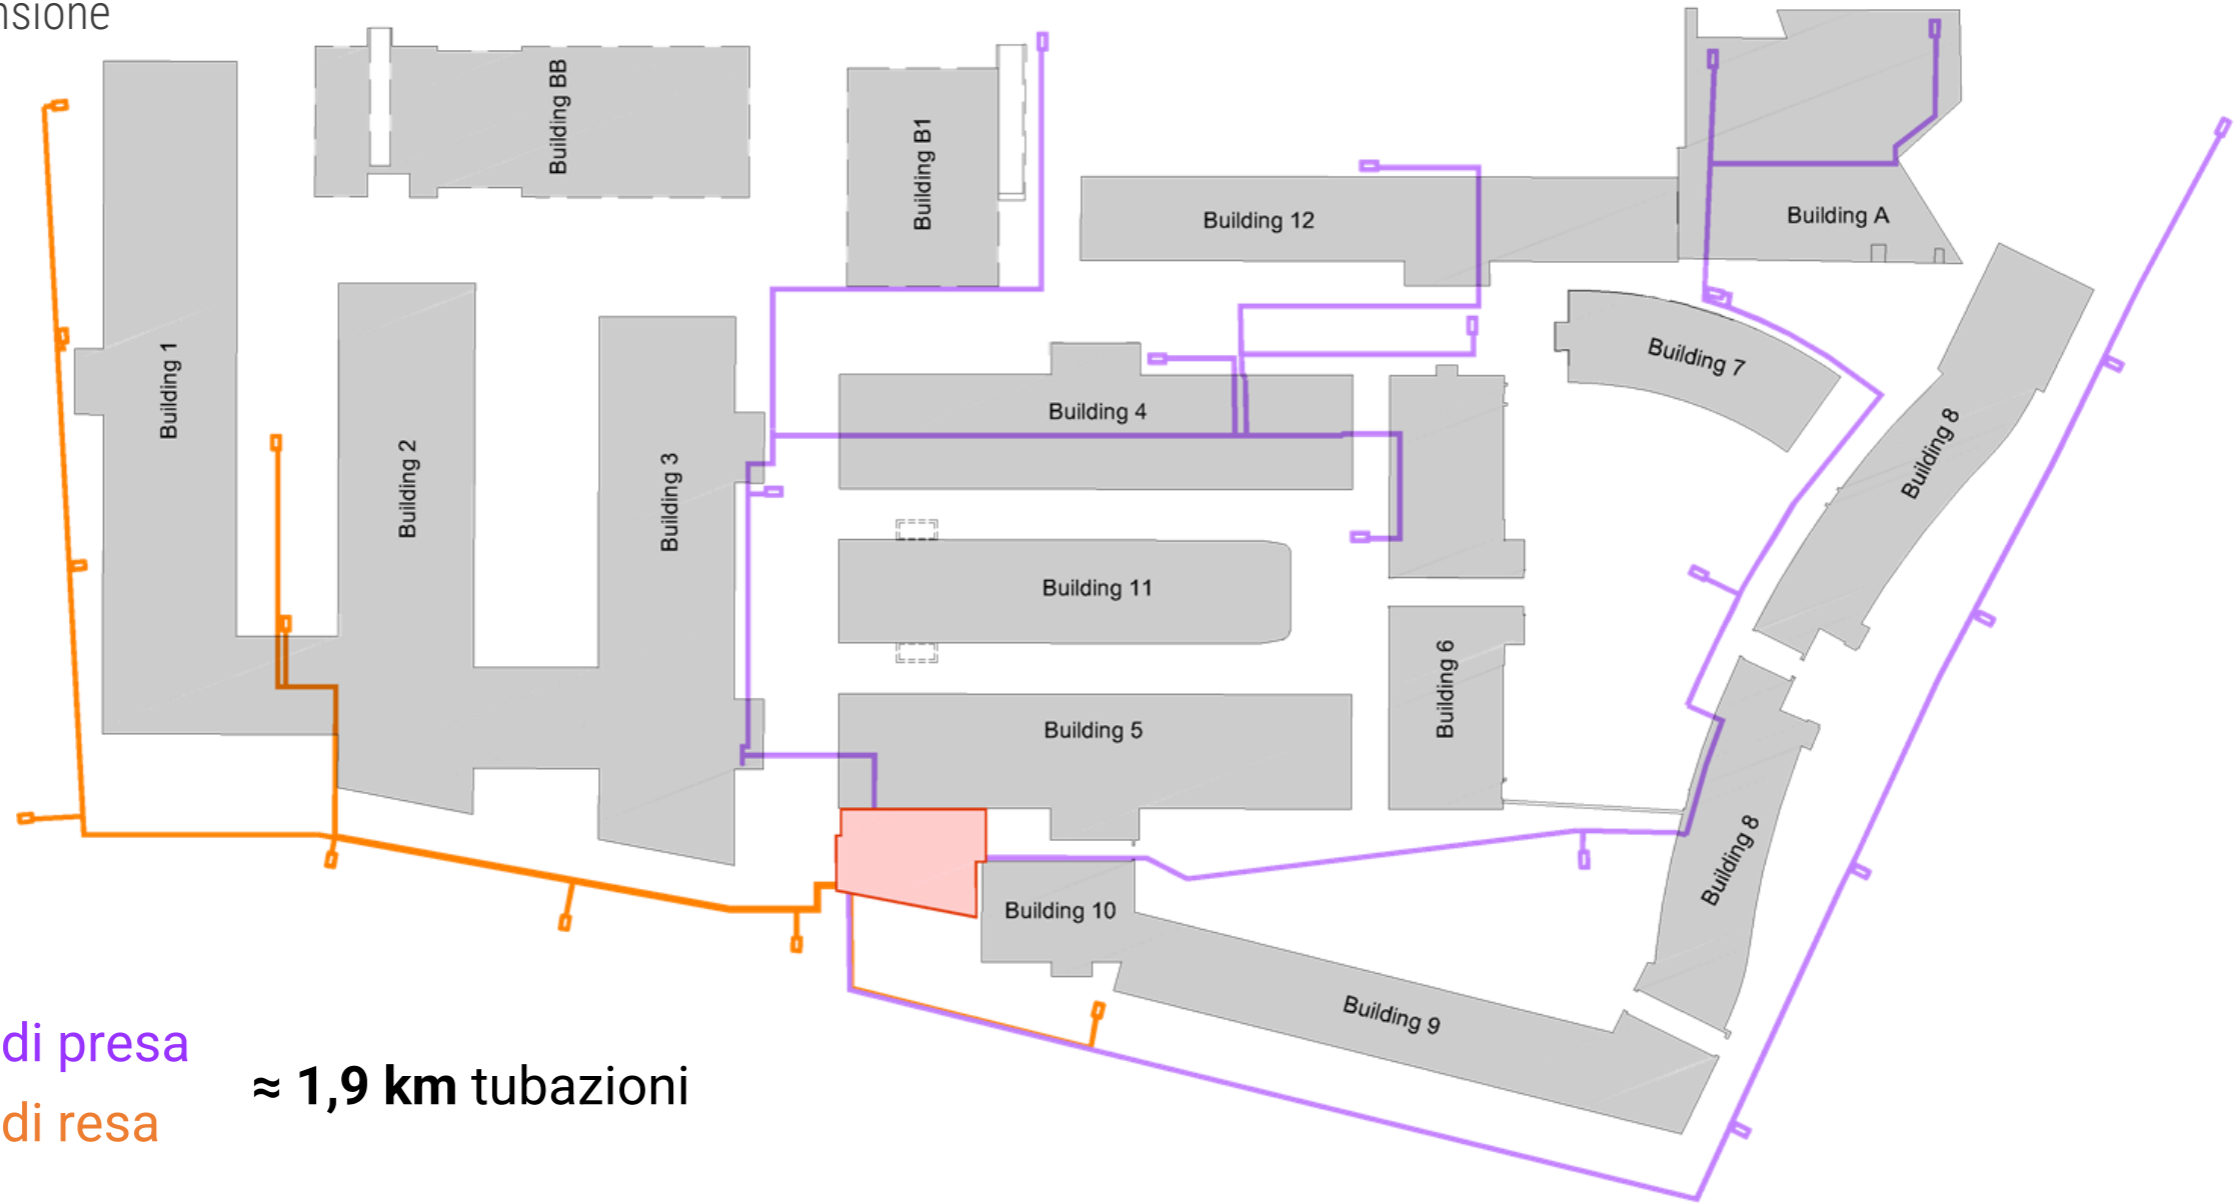 nsione
Building BB
Building B1
Building 12
Building A
Building 1
Building 2
Building 3
Building 4
Building 7
Building 8
Building 11
Building 6
Building 5
Building 8
Building 10
Building 9
di presa
≈ 1,9 km tubazioni
di resa